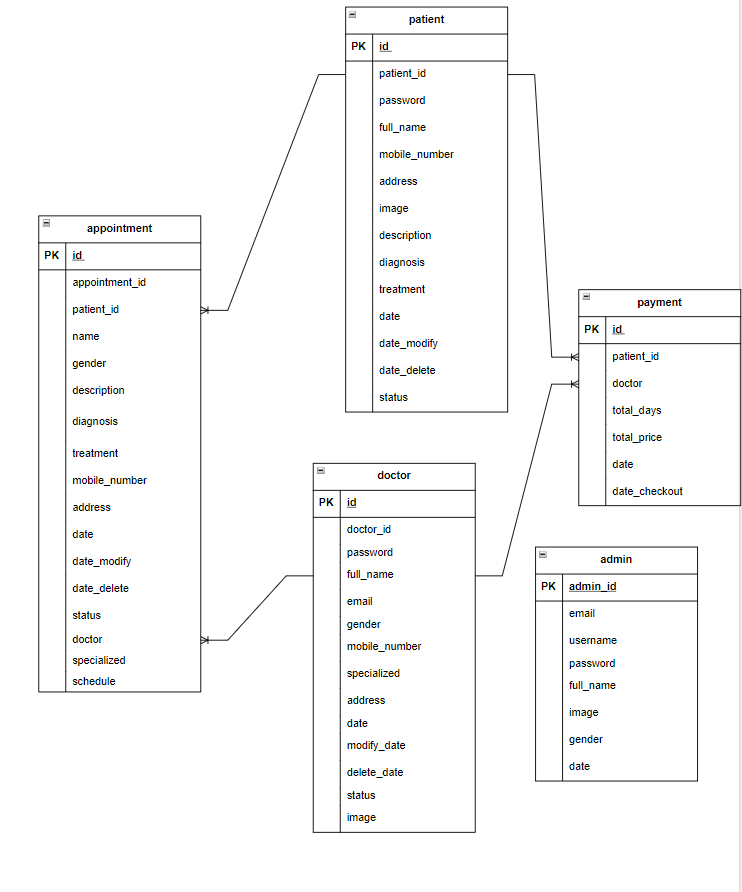 patient
PK id
patient_id
password
full_name
mobile_number
address
image
description
diagnosis
treatment
date
date_modify
date_delete
status
appointment
PK id
appointment_id
patient_id
name
gender
description
diagnosis
treatment
mobile_number
address
date
date_modify
date_delete
status
doctor
specialized
schedule
payment
PK id
patient_id
doctor
total_days
total_price
date
date_checkout
doctor
PK id
doctor_id
password
full_name
email
gender
mobile_number
specialized
address
date
modify_date
delete_date
status
image
admin
PK admin_id
email
username
password
full_name
image
gender
date